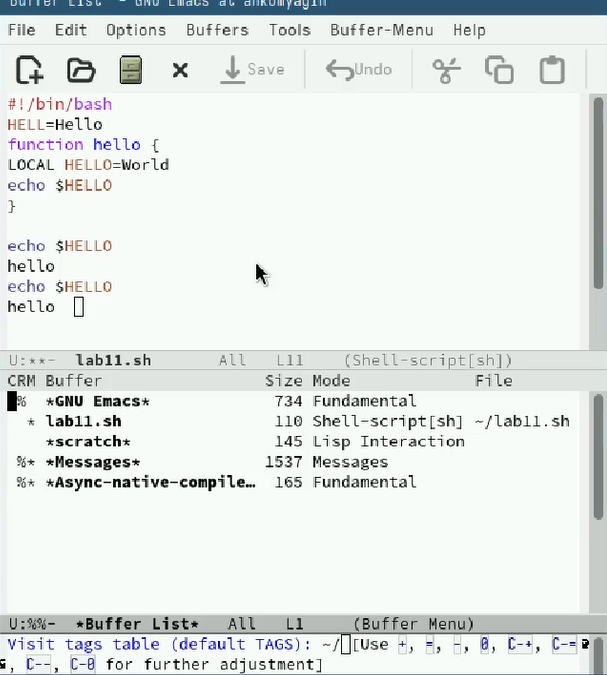 Buffer List - GNU Emacs at ankomyagin
File Edit Options Buffers Tools Buffer-Menu Help
Save Undo
#!/bin/bash
HELL=Hello
function hello {
LOCAL HELLO=World
echo $HELLO
}
echo $HELLO
hello
echo $HELLO
hello
U:**- lab11.sh All L11 (Shell-script[sh])
CRM Buffer Size Mode File
% *GNU Emacs* 734 Fundamental
* lab11.sh 110 Shell-script[sh] ~/lab11.sh
*scratch* 145 Lisp Interaction
%* *Messages* 1537 Messages
%* *Async-native-compile… 165 Fundamental
U:%%- *Buffer List* All L1 (Buffer Menu)
Visit tags table (default TAGS): ~/ [Use +, =, -, 0, C-+, C-=
, C--, C-0 for further adjustment]